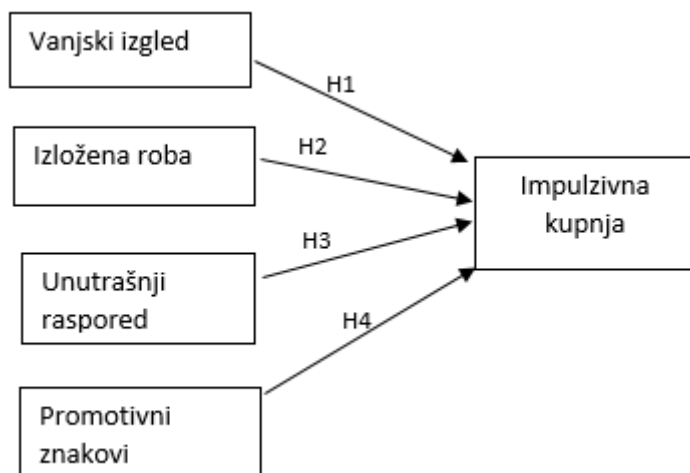 Vanjski izgled
H1
Izložena roba
H2
Impulzivna
kupnja
H3
Unutrašnji
raspored
H4
Promotivni
znakovi